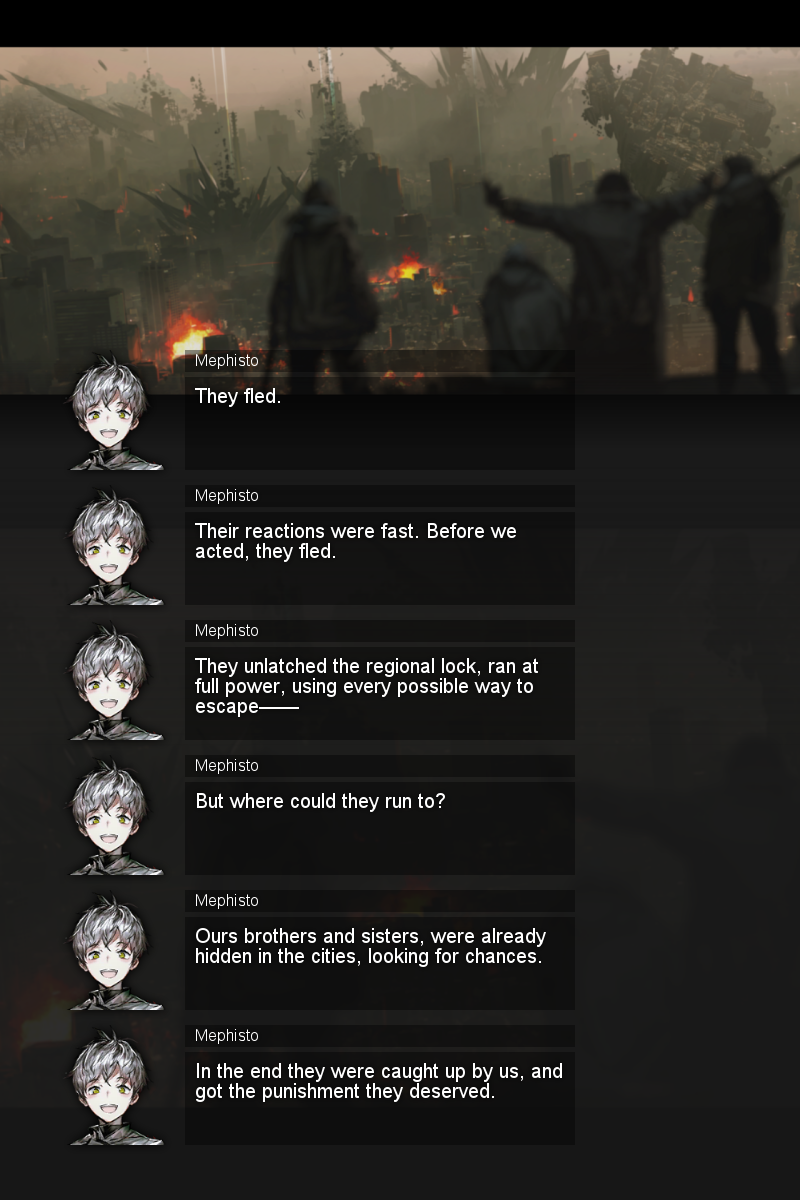 Mephisto
They fled.
Mephisto
Their reactions were fast. Before we
acted, they fled.
Mephisto
They unlatched the regional lock, ran at
full power, using every possible way to
escape——
Mephisto
But where could they run to?
Mephisto
Ours brothers and sisters, were already
hidden in the cities, looking for chances.
Mephisto
In the end they were caught up by us, and
got the punishment they deserved.